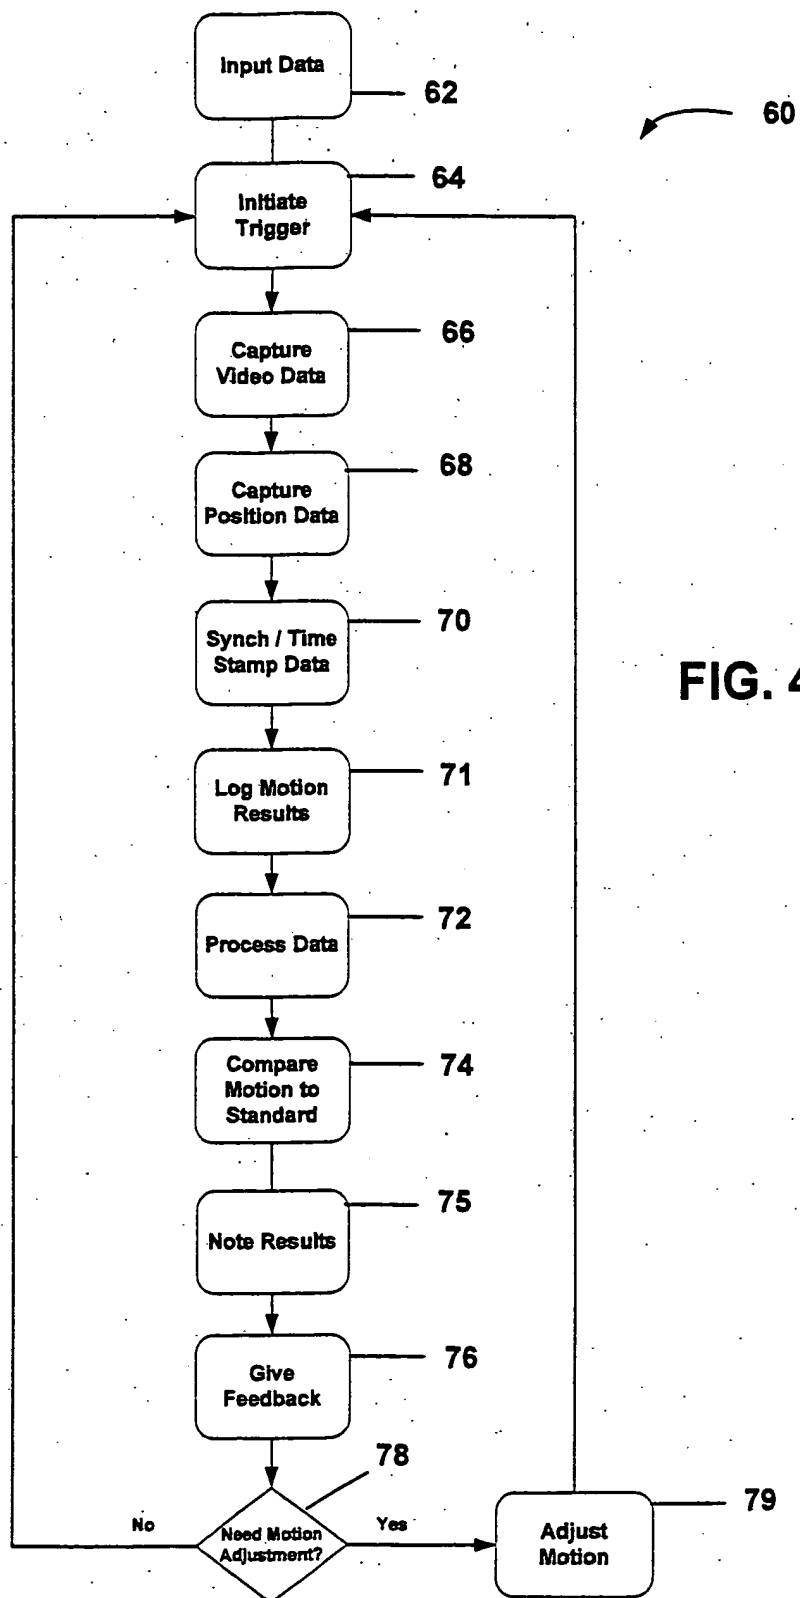 Input Data
62
60
64
Initiate
Trigger
66
Capture
Video Data
68
Capture
Position Data
70
Synch / Time
Stamp Data
FIG. 4
71
Log Motion
Results
72
Process Data
74
Compare
Motion to
Standard
75
Note Results
76
Give
Feedback
78
No
Need Motion
Adjustment?
Yes
79
Adjust
Motion